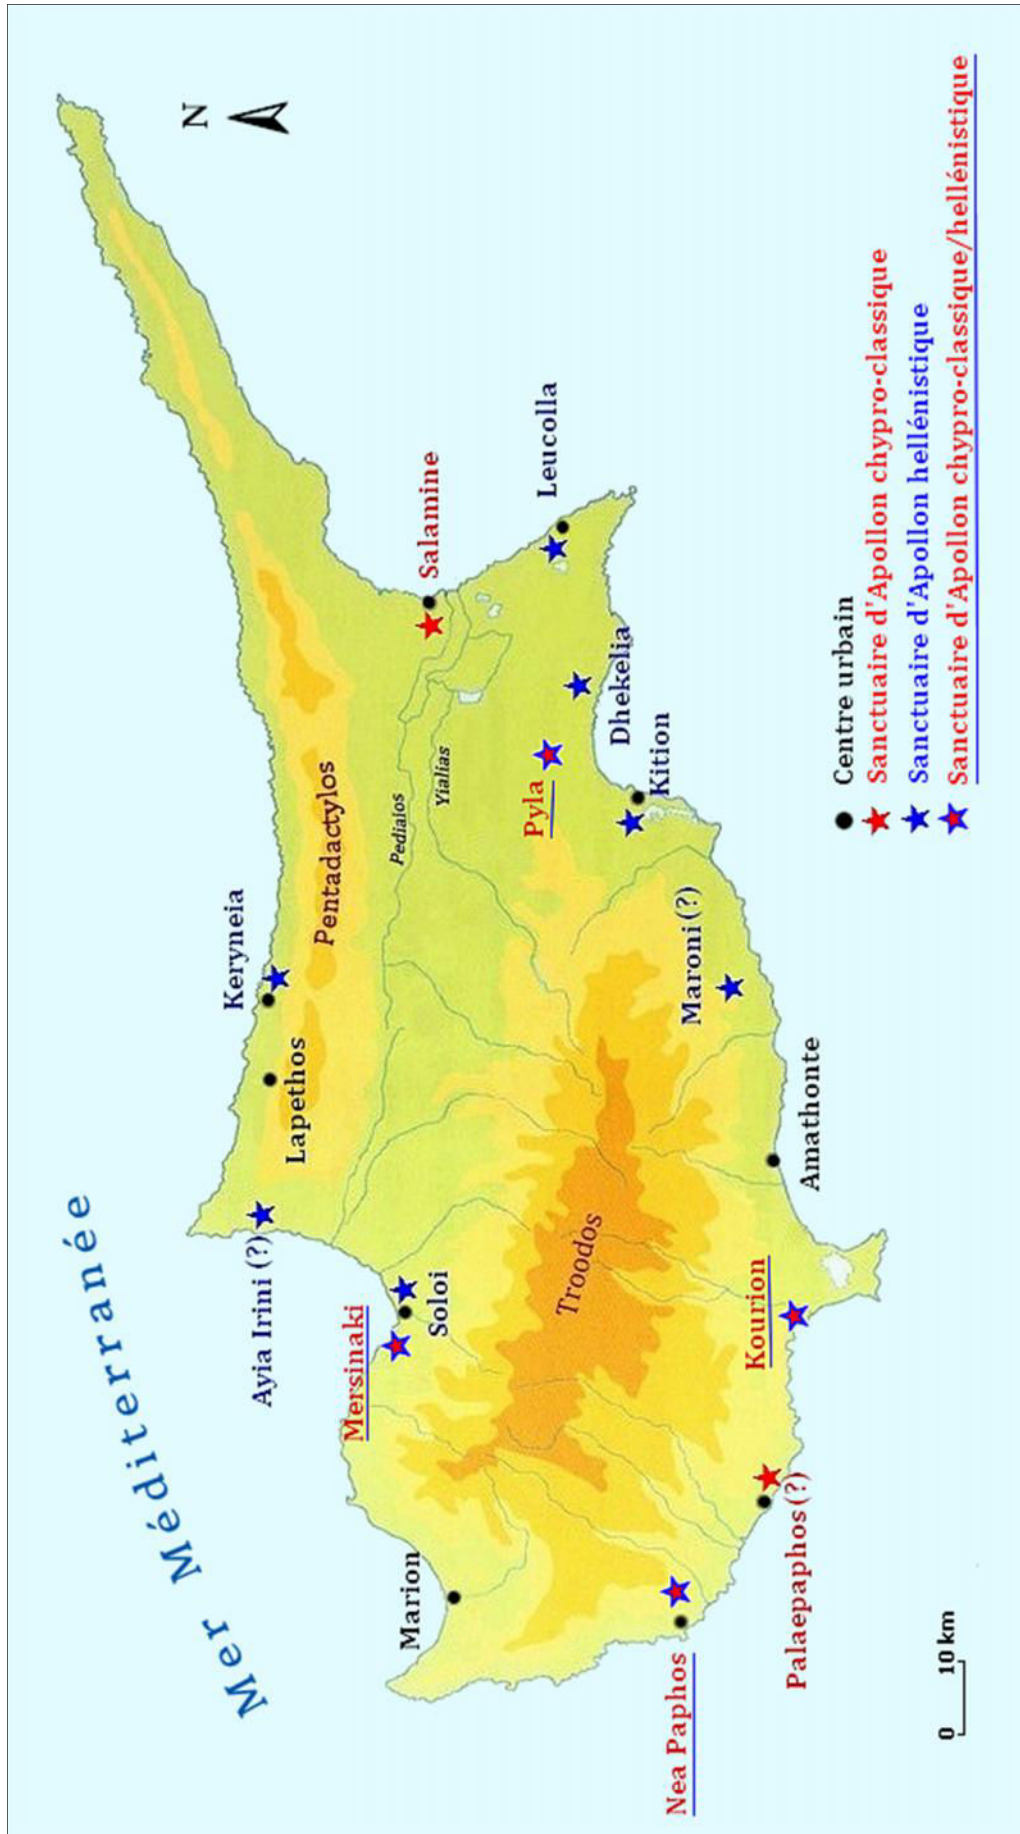 Mer Méditerranée
N
Keryneia
Lapethos
Pentadactylos
Ayia Irini (?)
Mersinaki
Soloi
Marion
Pediaios
Yialias
Salamine
Leucolla
Pyla
Dhekelia
Kition
Troodos
Maroni (?)
Amathonte
Kourion
Nea Paphos
Palaepaphos (?)
0 10 km
Centre urbain
Sanctuaire d'Apollon chypro-classique
Sanctuaire d'Apollon hellénistique
Sanctuaire d'Apollon chypro-classique/hellénistique